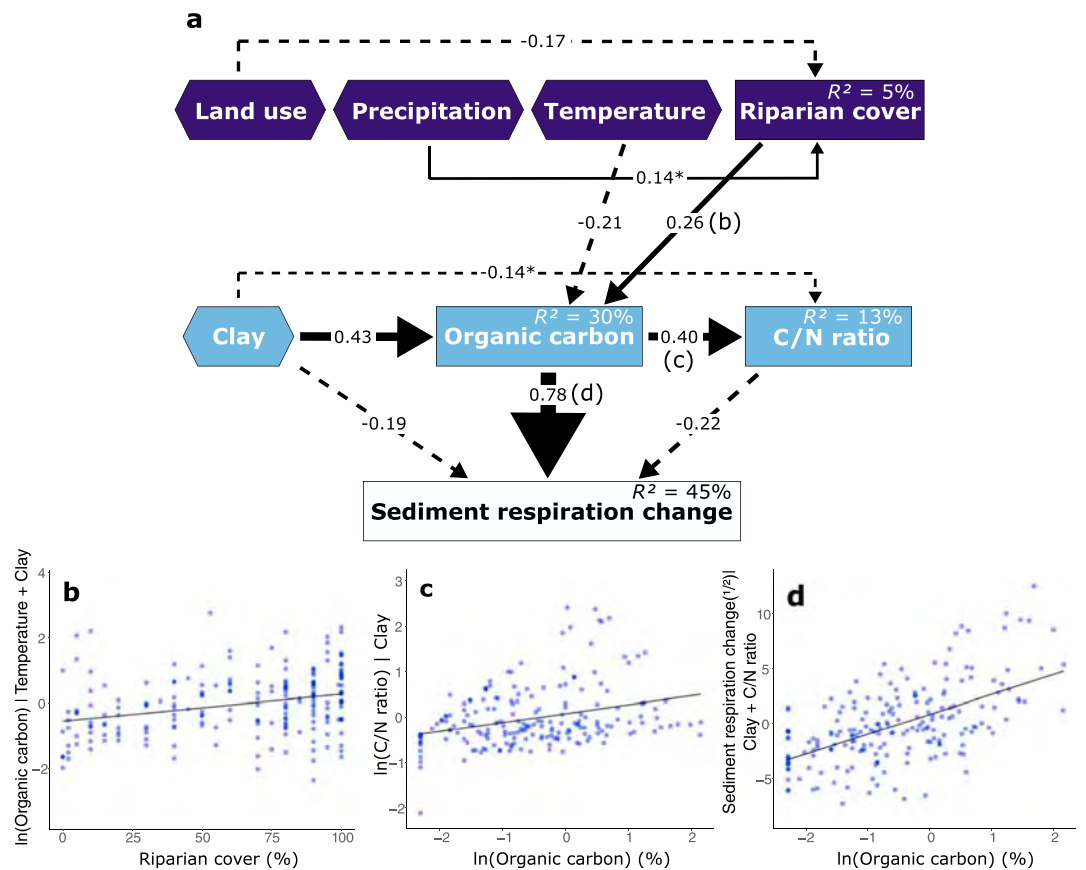 a
-0.17
R² = 5%
Land use
Precipitation
Temperature
Riparian cover
0.14*
-0.21
0.26 (b)
-0.14*
R² = 30%
R² = 13%
Clay
0.43
Organic carbon
0.40
(c)
C/N ratio
0.78 (d)
-0.19
-0.22
R² = 45%
Sediment respiration change
b
ln(Organic carbon) | Temperature + Clay
4
2
0
−2
0
25
50
75
100
Riparian cover (%)
c
ln(C/N ratio) | Clay
3
2
1
0
−1
−2
−2
−1
0
1
2
ln(Organic carbon) (%)
d
Sediment respiration change(¹/²)|
Clay + C/N ratio
10
5
0
−5
−2
−1
0
1
2
ln(Organic carbon) (%)